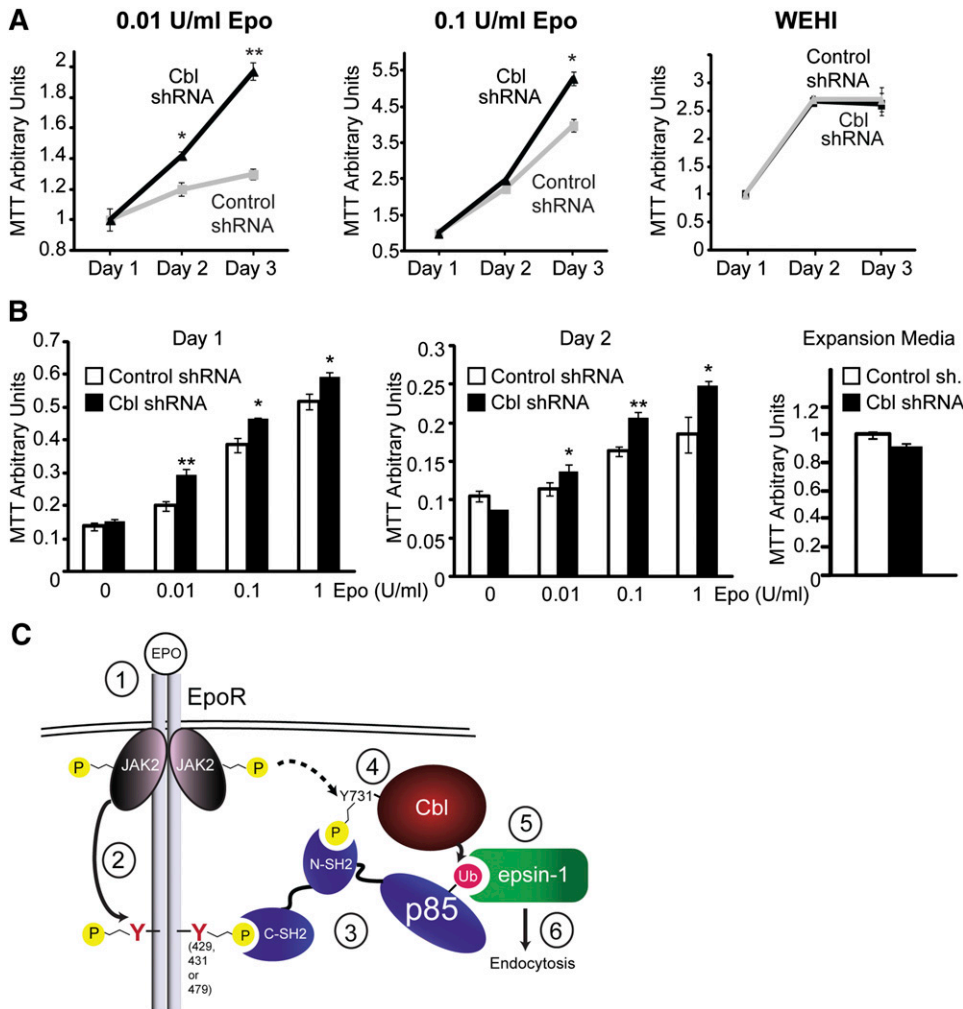 A
0.01 U/ml Epo
MTT Arbitrary Units
2
1.8
1.6
1.4
1.2
1
0.8
Cbl
shRNA
*
**
Control
shRNA
Day 1 Day 2 Day 3
0.1 U/ml Epo
MTT Arbitrary Units
5.5
4.5
3.5
2.5
1.5
0.5
Cbl
shRNA
*
Control
shRNA
Day 1 Day 2 Day 3
WEHI
MTT Arbitrary Units
3
2.5
2
1.5
1
0.5
0
Control
shRNA
Cbl
shRNA
Day 1 Day 2 Day 3
B
Day 1
MTT Arbitrary Units
0.7
0.6
0.5
0.4
0.3
0.2
0.1
0
Control shRNA
Cbl shRNA
**
*
*
0 0.01 0.1 1 Epo (U/ml)
Day 2
MTT Arbitrary Units
0.3
0.25
0.2
0.15
0.1
0.05
0
Control shRNA
Cbl shRNA
*
**
*
0 0.01 0.1 1 Epo (U/ml)
Expansion Media
MTT Arbitrary Units
1.2
1
0.8
0.6
0.4
0.2
0
Control sh.
Cbl shRNA
C
1
EPO
EpoR
P JAK2 JAK2 P
4
Y731
Cbl
2
P
N-SH2
5
Ub epsin-1
p85
P Y Y P C-SH2
3
(429,
431
or
479)
6
Endocytosis